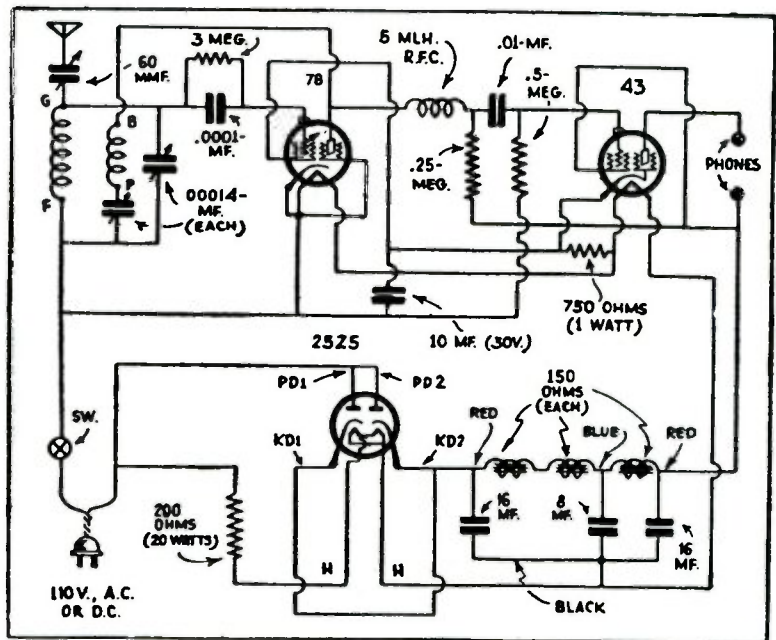 3 MEG.
5 MLH.
R.F.C.
.01-MF.
60
MMF.
78
.5-
MEG.
43
G
B
.0001-
MF.
.25-
MEG.
PHONES
P
F
.00014-
MF.
(EACH)
750 OHMS
(1 WATT)
10 MF. (30V.)
2525
PD1
PD2
150
OHMS
(EACH)
SW.
RED
BLUE
RED
KD1
KD2
16
MF.
8
MF.
200
OHMS
(20 WATTS)
16
MF.
H
H
110 V., A.C.
OR D.C.
BLACK